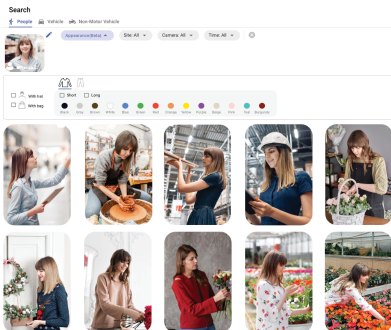 Search
People Vehicle Non-Motor Vehicle
Appearance(Beta) Site: All Camera: All Time: All
With hat
With bag
Short Long
Black Gray Brown White Blue Green Red Orange Yellow Purple Beige Pink Teal Burgundy